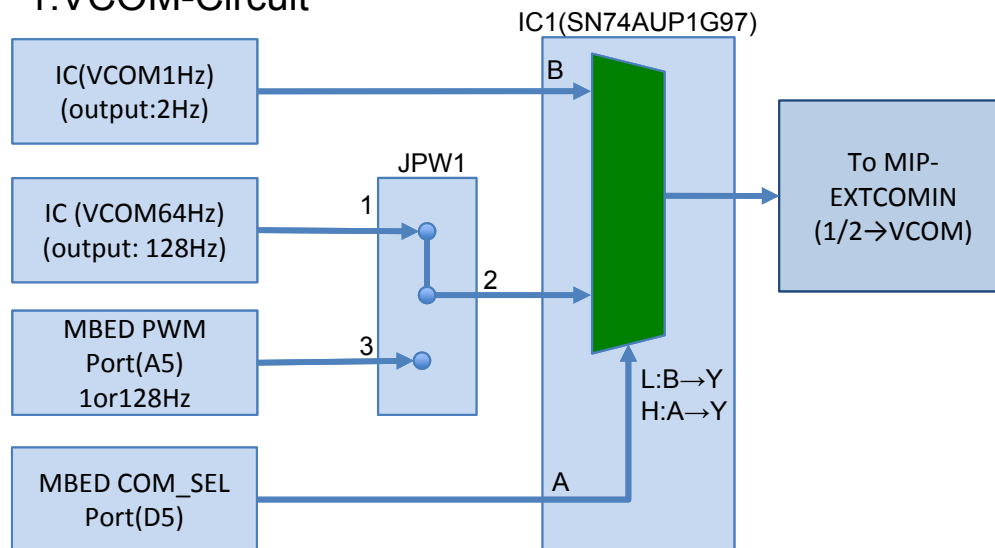 1.VCOM-Circuit
IC1(SN74AUP1G97)
IC(VCOM1Hz)
(output:2Hz)
B
JPW1
IC (VCOM64Hz)
(output: 128Hz)
1
2
MBED PWM
Port(A5)
1or128Hz
3
To MIP-
EXTCOMIN
(1/2→VCOM)
L:B→Y
H:A→Y
MBED COM_SEL
Port(D5)
A